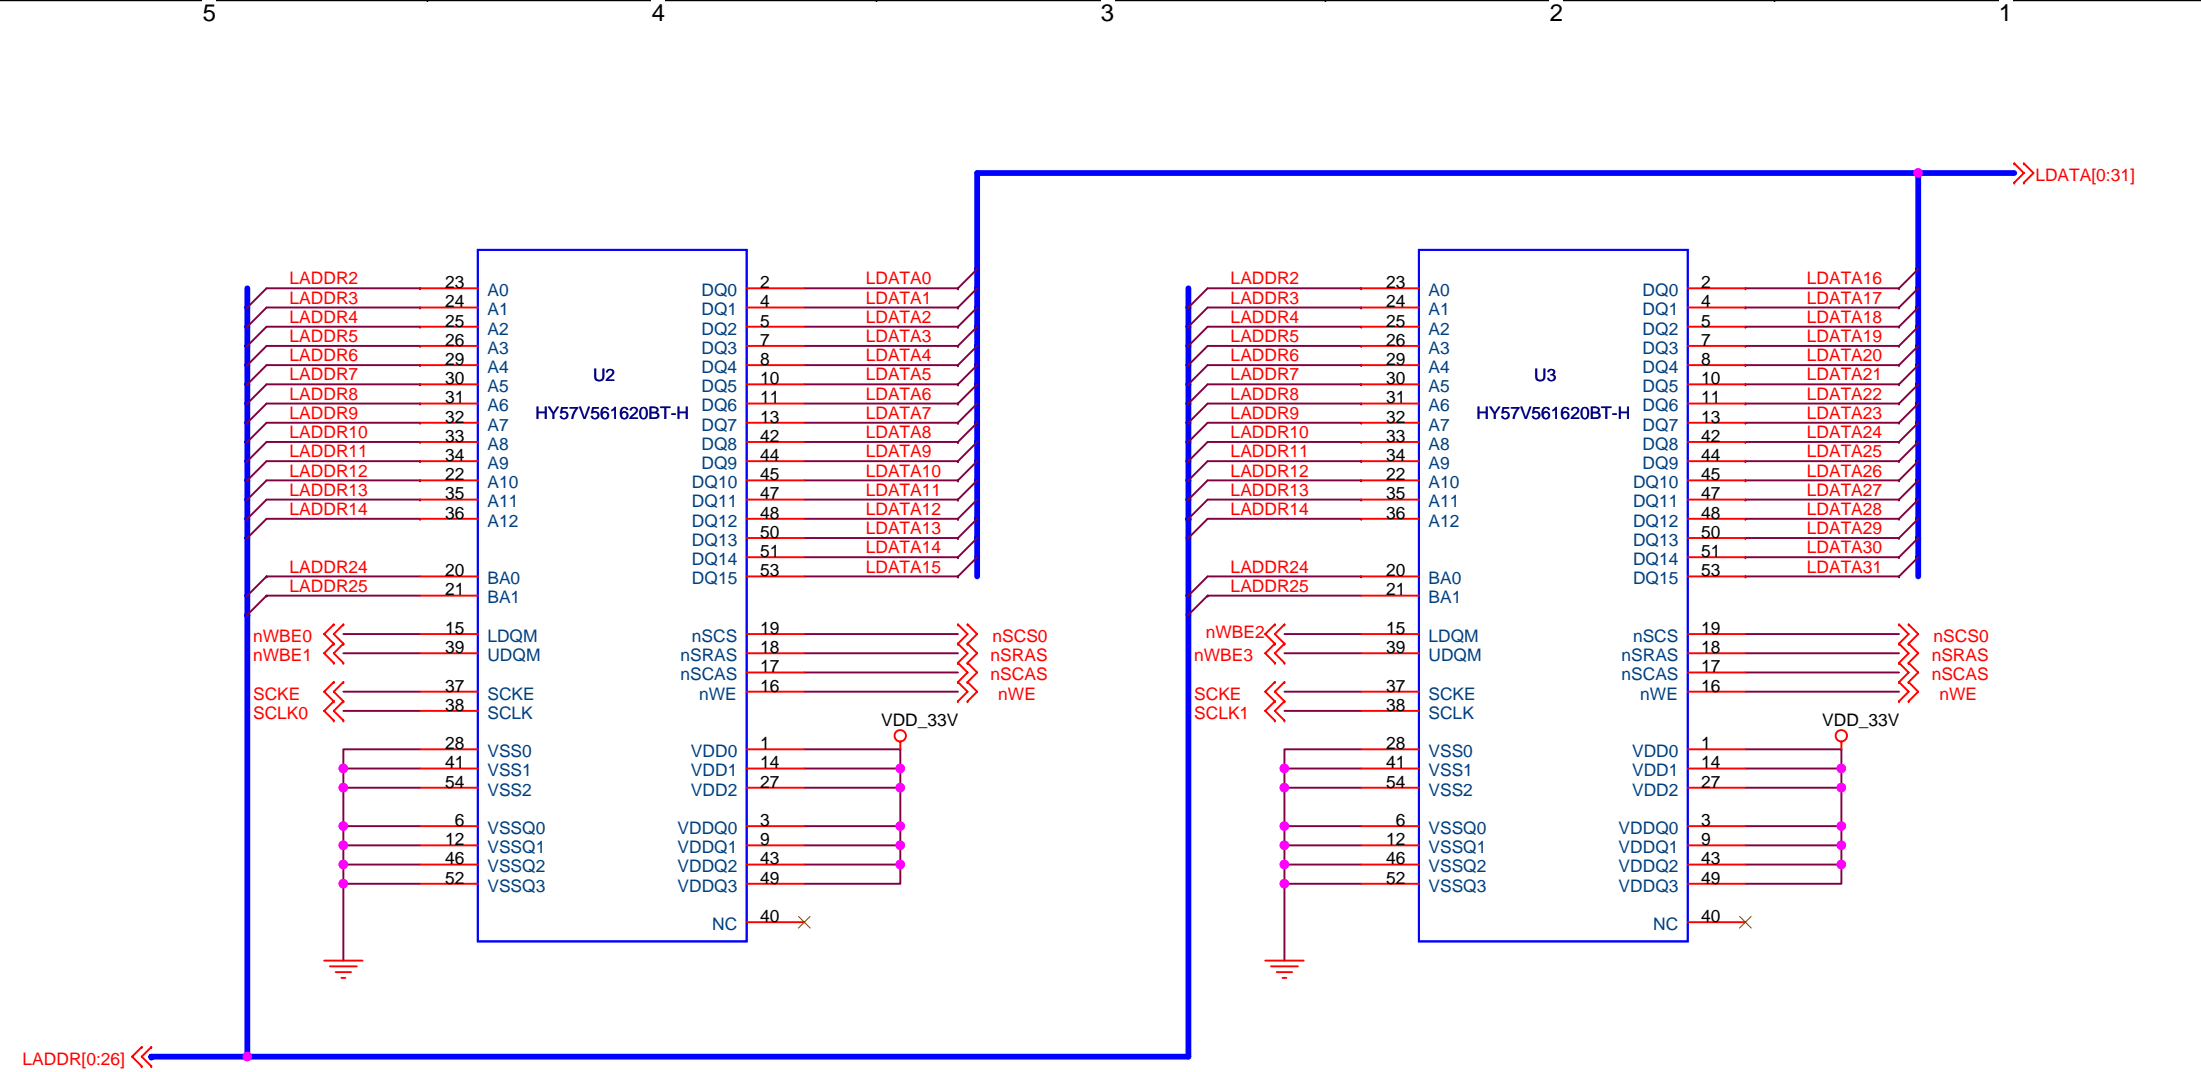 5 4 3 2 1
LDATA[0:31]
LADDR2 23 A0 DQ0 2 LDATA0 LADDR2 23 A0 DQ0 2 LDATA16
LADDR3 24 A1 DQ1 4 LDATA1 LADDR3 24 A1 DQ1 4 LDATA17
LADDR4 25 A2 DQ2 5 LDATA2 LADDR4 25 A2 DQ2 5 LDATA18
LADDR5 26 A3 DQ3 7 LDATA3 LADDR5 26 A3 DQ3 7 LDATA19
LADDR6 29 A4 DQ4 8 LDATA4 LADDR6 29 A4 DQ4 8 LDATA20
U2 U3
LADDR7 30 A5 DQ5 10 LDATA5 LADDR7 30 A5 DQ5 10 LDATA21
LADDR8 31 A6 DQ6 11 LDATA6 LADDR8 31 A6 DQ6 11 LDATA22
HY57V561620BT-H HY57V561620BT-H
LADDR9 32 A7 DQ7 13 LDATA7 LADDR9 32 A7 DQ7 13 LDATA23
LADDR10 33 A8 DQ8 42 LDATA8 LADDR10 33 A8 DQ8 42 LDATA24
LADDR11 34 A9 DQ9 44 LDATA9 LADDR11 34 A9 DQ9 44 LDATA25
LADDR12 22 A10 DQ10 45 LDATA10 LADDR12 22 A10 DQ10 45 LDATA26
LADDR13 35 A11 DQ11 47 LDATA11 LADDR13 35 A11 DQ11 47 LDATA27
LADDR14 36 A12 DQ12 48 LDATA12 LADDR14 36 A12 DQ12 48 LDATA28
DQ13 50 LDATA13 DQ13 50 LDATA29
DQ14 51 LDATA14 DQ14 51 LDATA30
LADDR24 20 BA0 DQ15 53 LDATA15 LADDR24 20 BA0 DQ15 53 LDATA31
LADDR25 21 BA1 LADDR25 21 BA1
nWBE0 15 LDQM nSCS 19 nSCS0 nWBE2 15 LDQM nSCS 19 nSCS0
nWBE1 39 UDQM nSRAS 18 nSRAS nWBE3 39 UDQM nSRAS 18 nSRAS
nSCAS 17 nSCAS nSCAS 17 nSCAS
SCKE 37 SCKE nWE 16 nWE SCKE 37 SCKE nWE 16 nWE
SCLK0 38 SCLK SCLK1 38 SCLK
VDD_33V VDD_33V
28 VSS0 VDD0 1 28 VSS0 VDD0 1
41 VSS1 VDD1 14 41 VSS1 VDD1 14
54 VSS2 VDD2 27 54 VSS2 VDD2 27
6 VSSQ0 VDDQ0 3 6 VSSQ0 VDDQ0 3
12 VSSQ1 VDDQ1 9 12 VSSQ1 VDDQ1 9
46 VSSQ2 VDDQ2 43 46 VSSQ2 VDDQ2 43
52 VSSQ3 VDDQ3 49 52 VSSQ3 VDDQ3 49
NC 40 NC 40
LADDR[0:26]